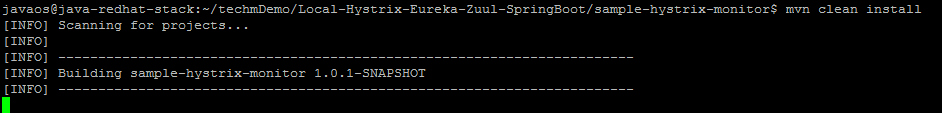 javaos@java-redhat-stack:~/techmDemo/Local-Hystrix-Eureka-Zuul-SpringBoot/sample-hystrix-monitor$ mvn clean install
[INFO] Scanning for projects...
[INFO]
[INFO] ------------------------------------------------------------------------
[INFO] Building sample-hystrix-monitor 1.0.1-SNAPSHOT
[INFO] ------------------------------------------------------------------------